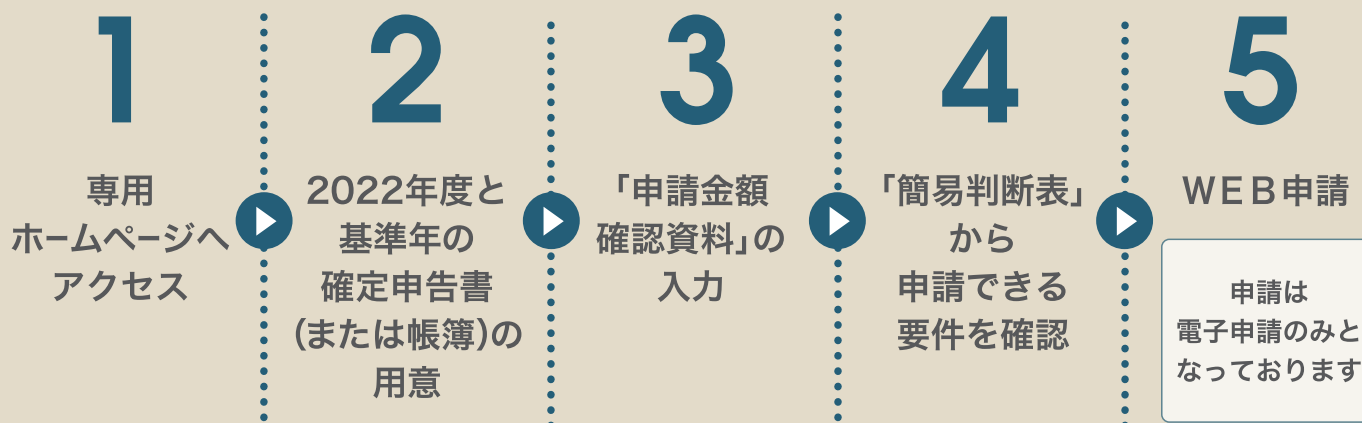 1
専用
ホームページへ
アクセス
2
2022年度と
基準年の
確定申告書
(または帳簿)の
用意
3
「申請金額
確認資料」の
入力
4
「簡易判断表」
から
申請できる
要件を確認
5
WEB申請
申請は
電子申請のみと
なっております